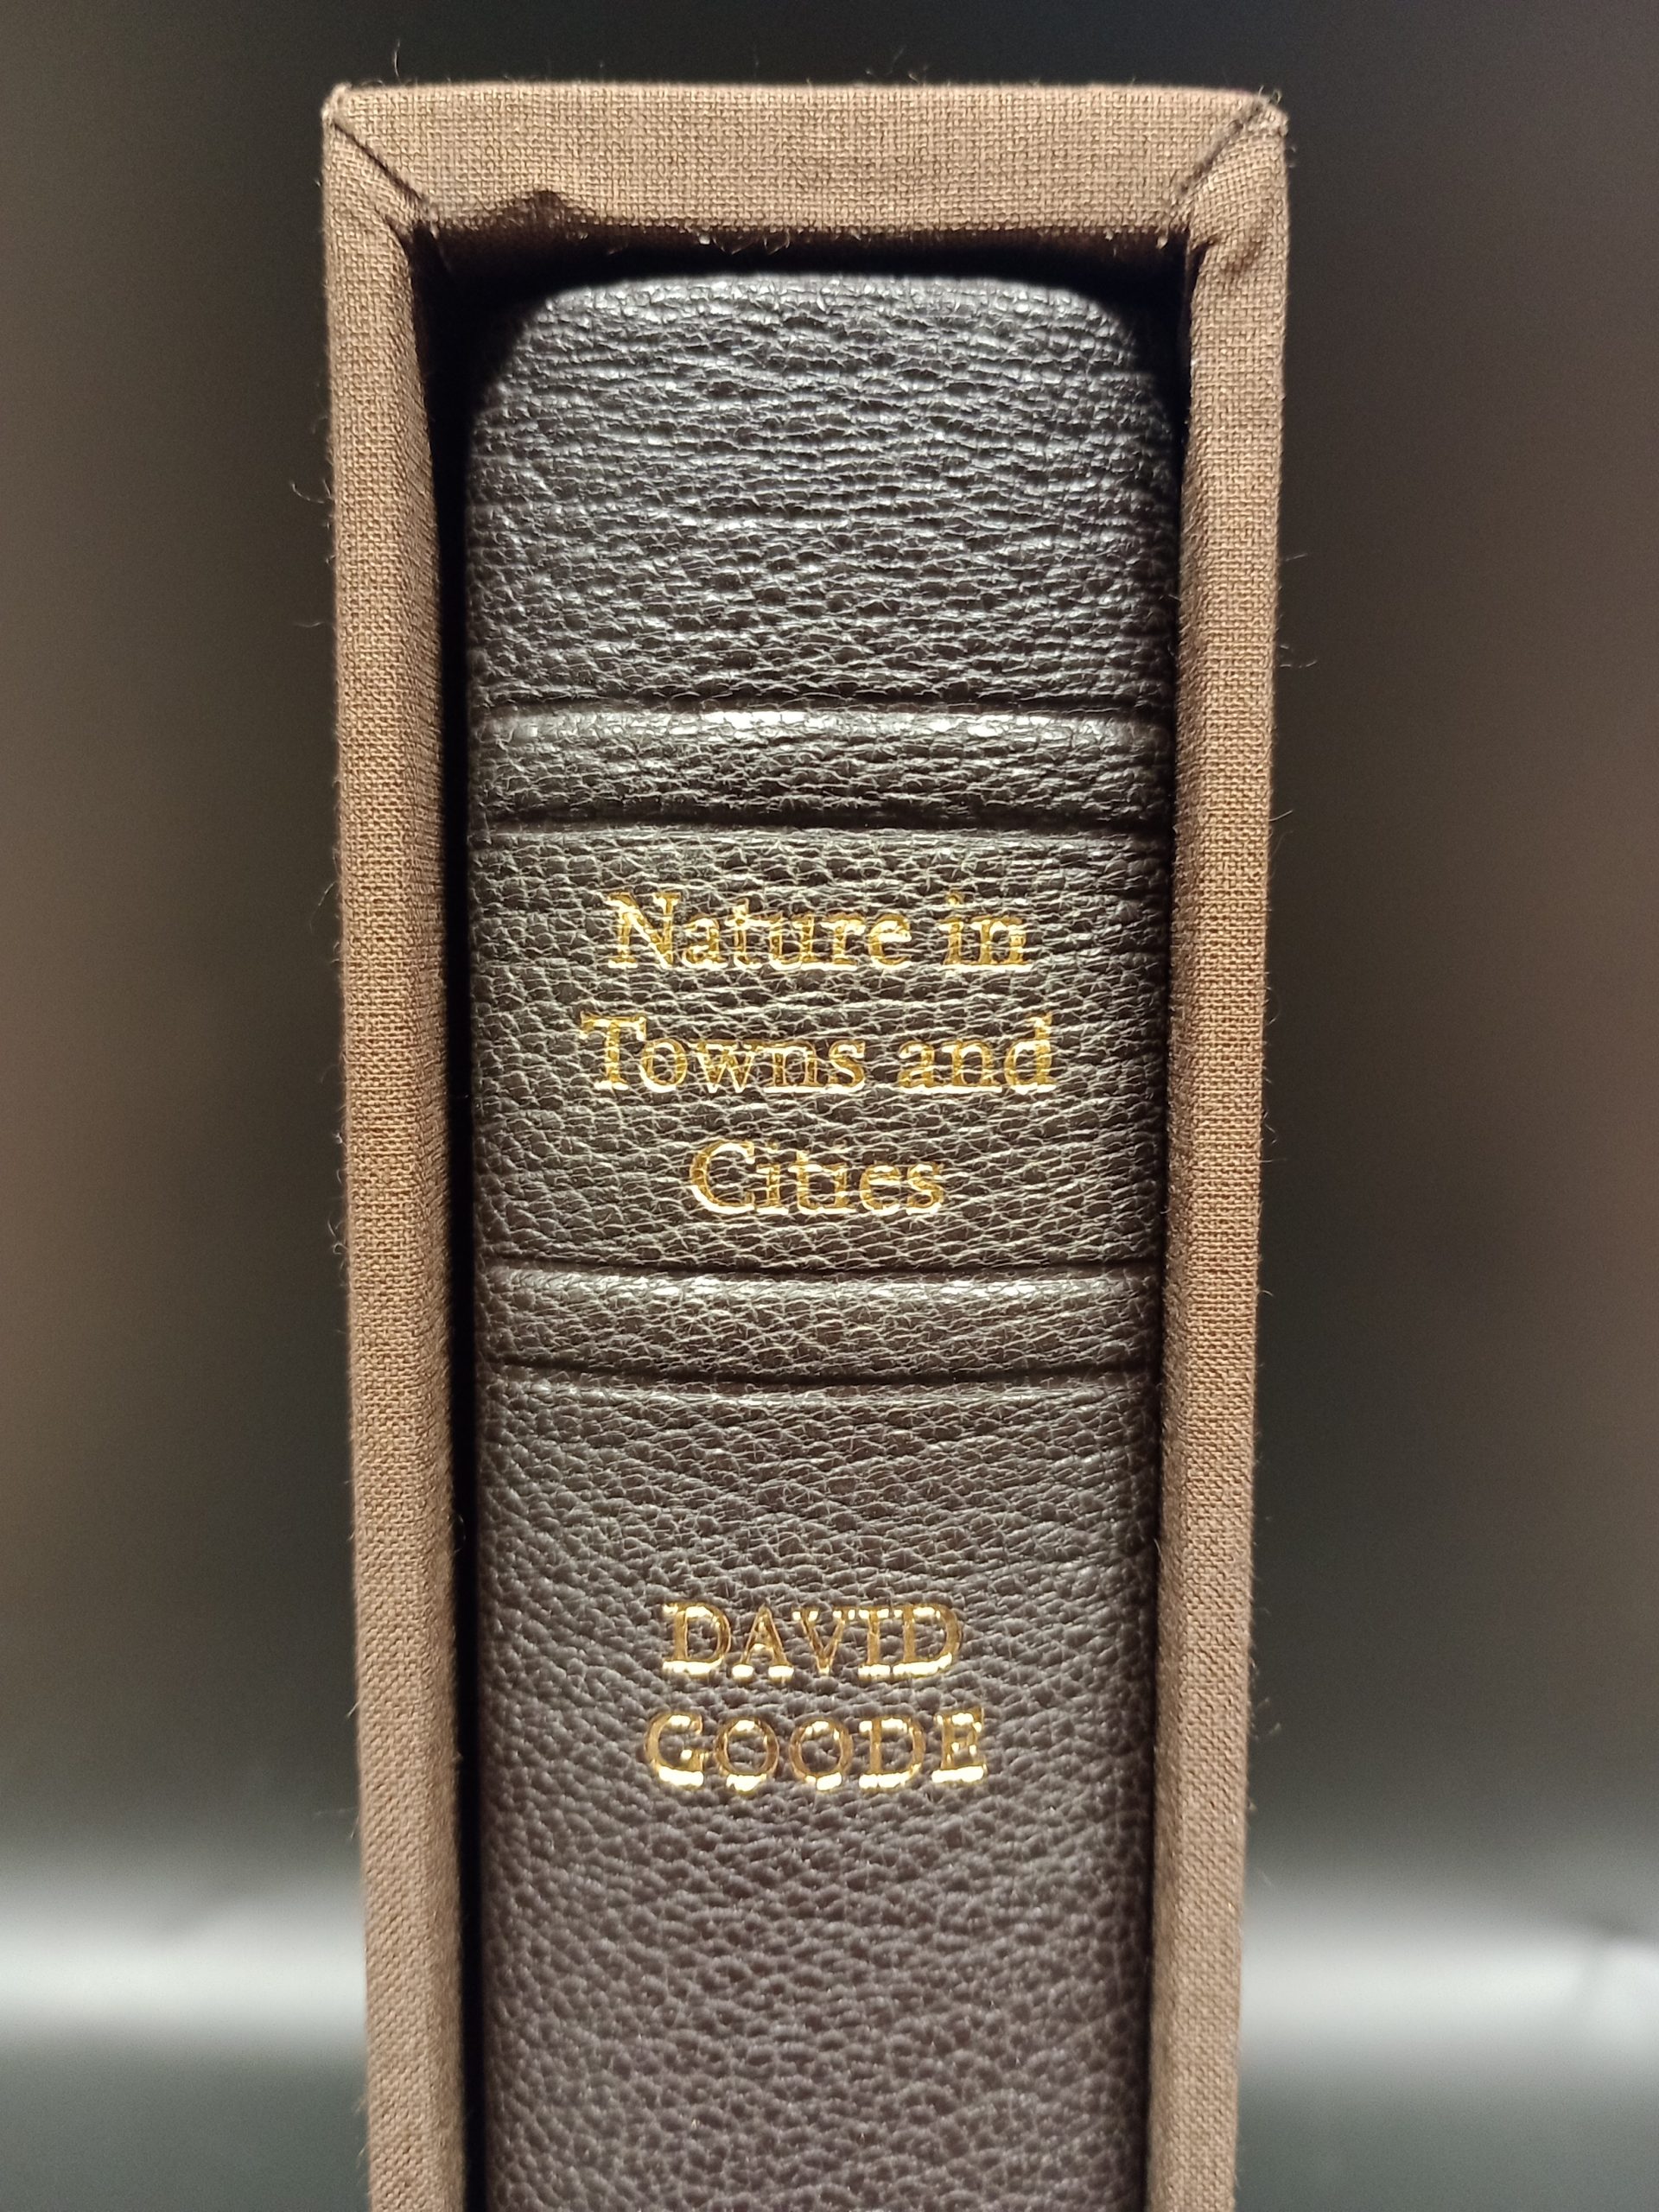 Nature in
Towns and
Cities
DAVID
GOODE